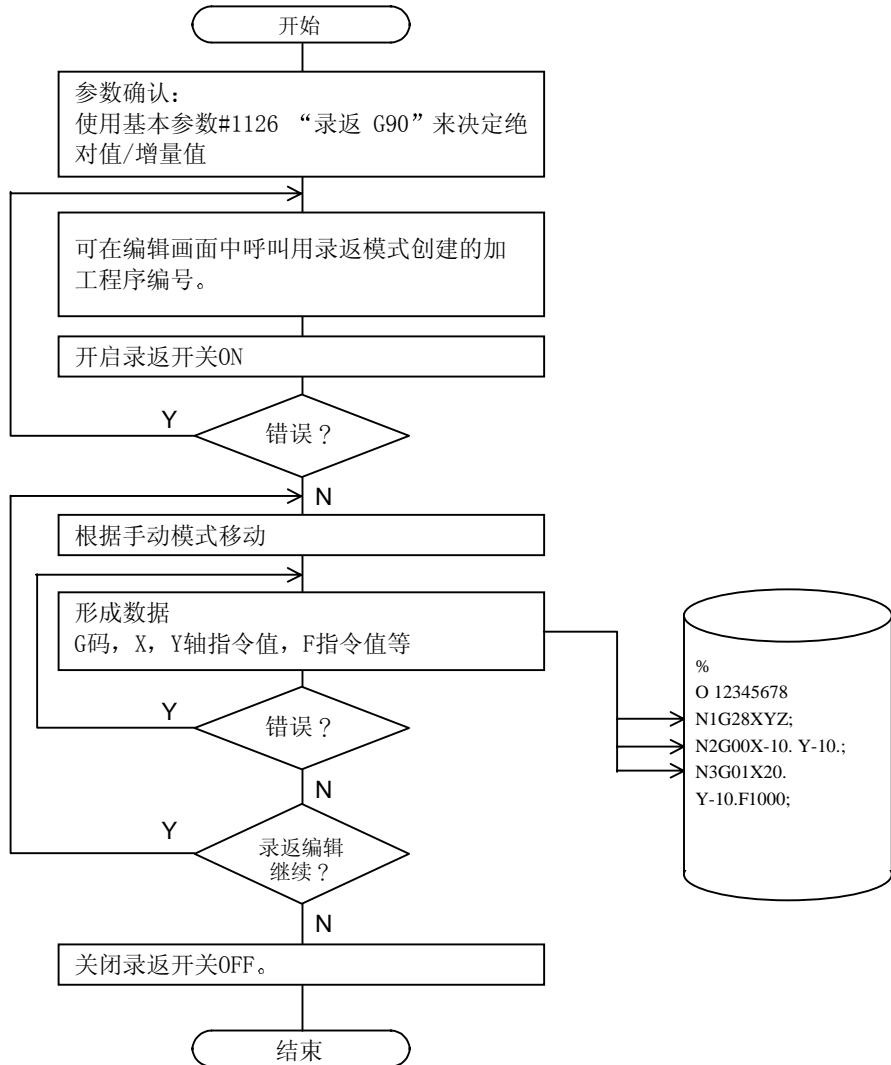 开始
参数确认：
使用基本参数#1126 “录返 G90”来决定绝
对值/增量值
可在编辑画面中呼叫用录返模式创建的加
工程序编号。
开启录返开关ON
Y
错误？
N
根据手动模式移动
形成数据
G码，X，Y轴指令值，F指令值等
Y
错误？
N
Y
录返编辑
继续？
N
关闭录返开关OFF。
结束
%
O 12345678
N1G28XYZ;
N2G00X-10. Y-10.;
N3G01X20.
Y-10.F1000;